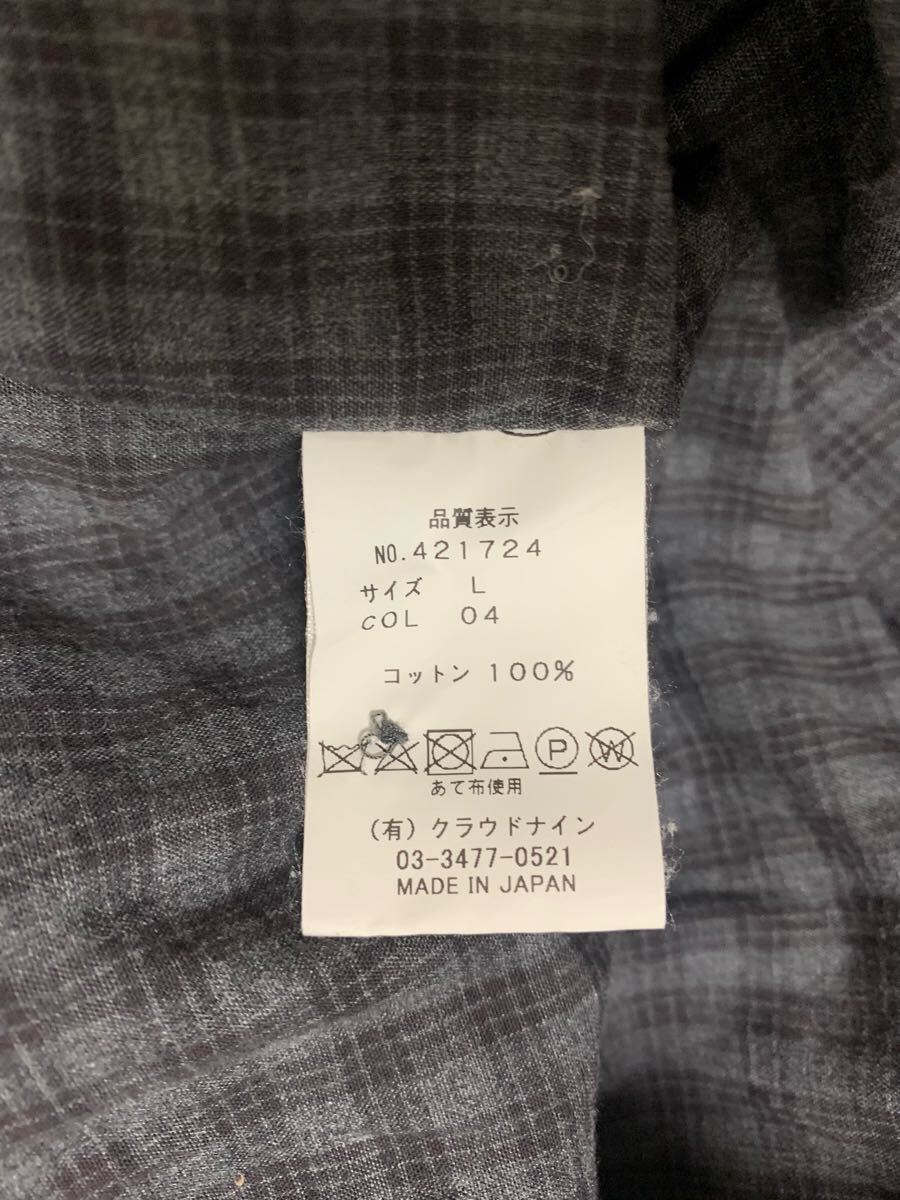 品質表示
NO.421724
サイズ L
COL 04
コットン 100%
P W
あて布使用
(有) クラウドナイン
03-3477-0521
MADE IN JAPAN